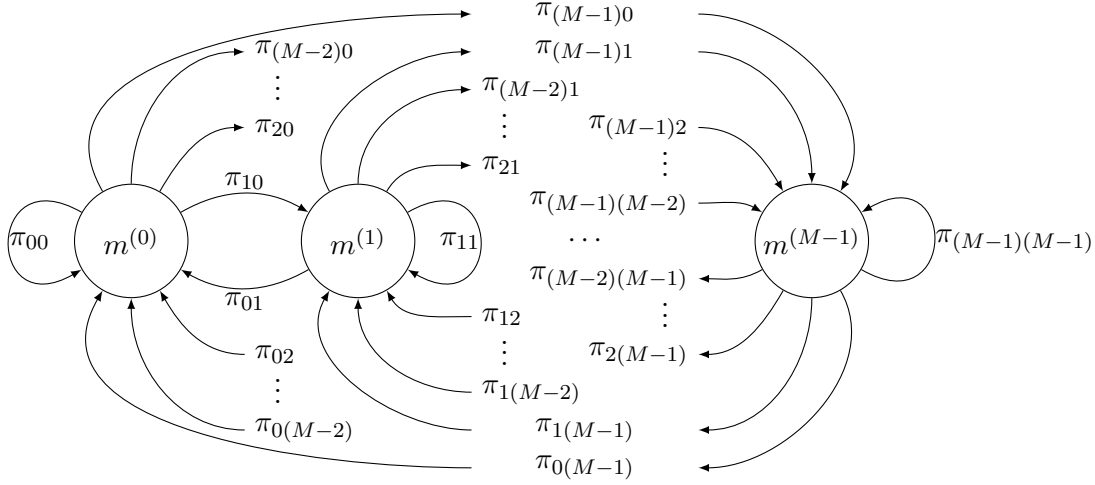 π(M−1)0
π(M−2)0 π(M−1)1
⋮ π(M−2)1
π20 ⋮ π(M−1)2
π10 π21 ⋮
π(M−1)(M−2)
π00 m(0) m(1) π11 ⋯ m(M−1) π(M−1)(M−1)
π(M−2)(M−1)
π01 π12 ⋮
π02 ⋮ π2(M−1)
⋮ π1(M−2)
π0(M−2) π1(M−1)
π0(M−1)